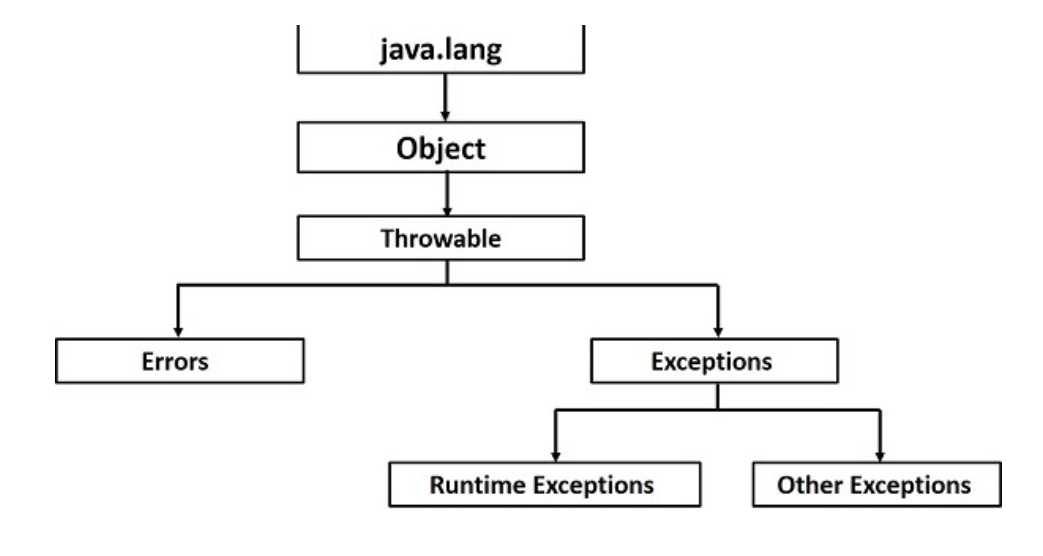 java.lang
Object
Throwable
Errors
Exceptions
Runtime Exceptions
Other Exceptions